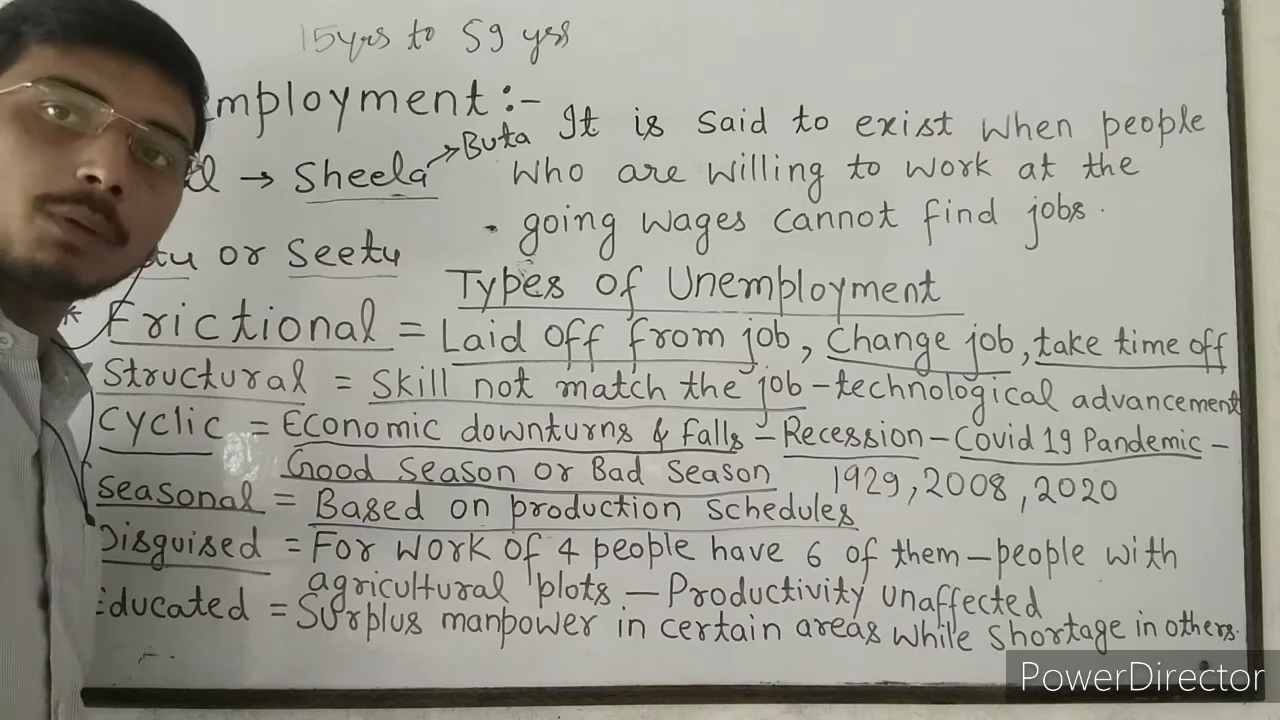 15yrs to 59 yrs
employment:-
It is said to exist when people
→ Sheela → Buta
who are willing to work at the
going wages cannot find jobs.
or Seetu
Types of Unemployment
* Frictional = Laid off from job, Change job, take time off
Structural = Skill not match the job - technological advancement
Cyclic = Economic downturns & falls - Recession - Covid 19 Pandemic -
1929, 2008, 2020
Good season or Bad season
Seasonal = Based on production schedules
Disguised = For work of 4 people have 6 of them - people with
agricultural plots - Productivity unaffected
Educated = Surplus manpower in certain areas while shortage in others.
PowerDirector